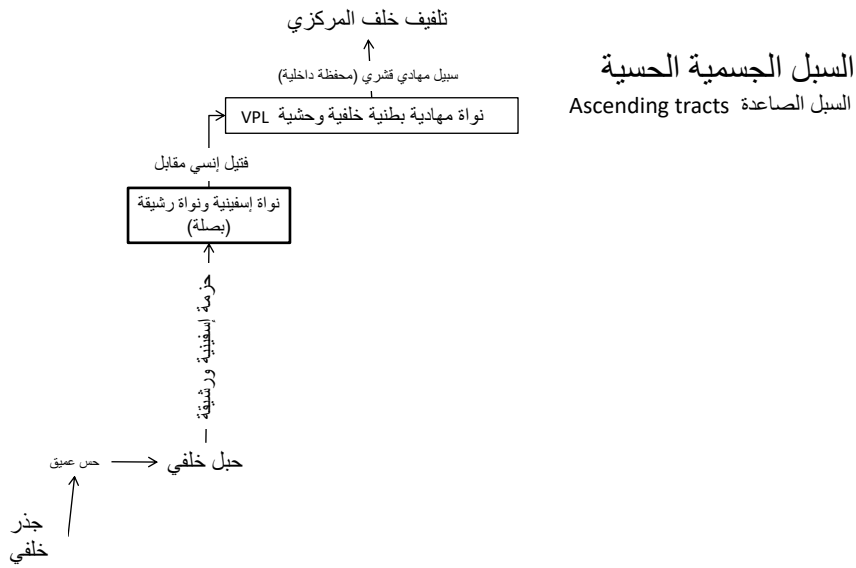 السبل الجسمية الحسية
السبل الصاعدة Ascending tracts
تلفيف خلف المركزي
سبيل مهادي قشري (محفظة داخلية)
نواة مهادية بطنية خلفية وحشية VPL
فتيل إنسي مقابل
نواة إسفينية ونواة رشيقة
(بصلة)
حزمة إسفينية ورشيقة
حبل خلفي
حس عميق
جذر
خلفي